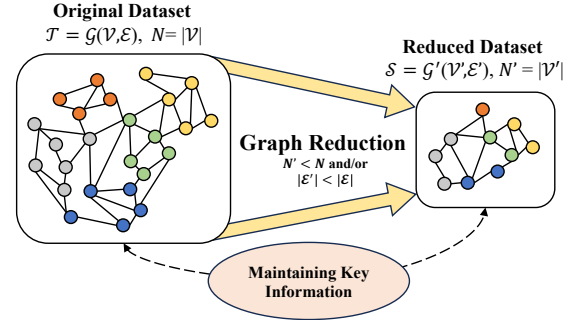 Original Dataset
𝒯 = 𝒢(𝒱,ℰ), N = |𝒱|
Reduced Dataset
𝒮 = 𝒢′(𝒱′,ℰ′), N′ = |𝒱′|
Graph Reduction
N′ < N and/or
|ℰ′| < |ℰ|
Maintaining Key
Information